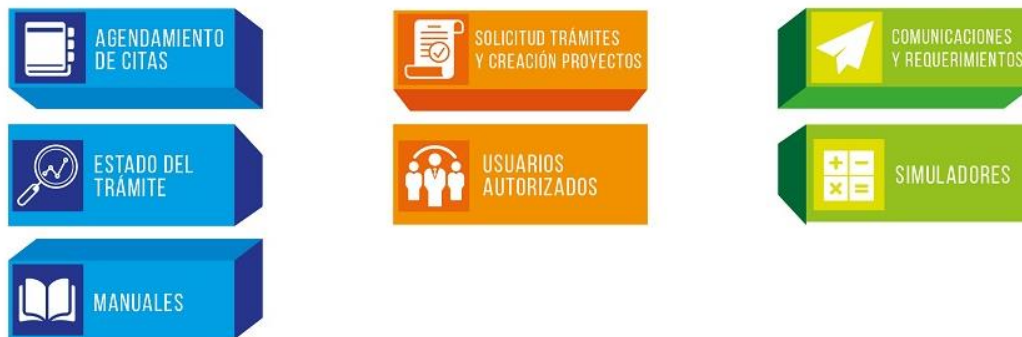 AGENDAMIENTO
DE CITAS
SOLICITUD TRÁMITES
Y CREACIÓN PROYECTOS
COMUNICACIONES
Y REQUERIMIENTOS
ESTADO DEL
TRÁMITE
USUARIOS
AUTORIZADOS
SIMULADORES
MANUALES